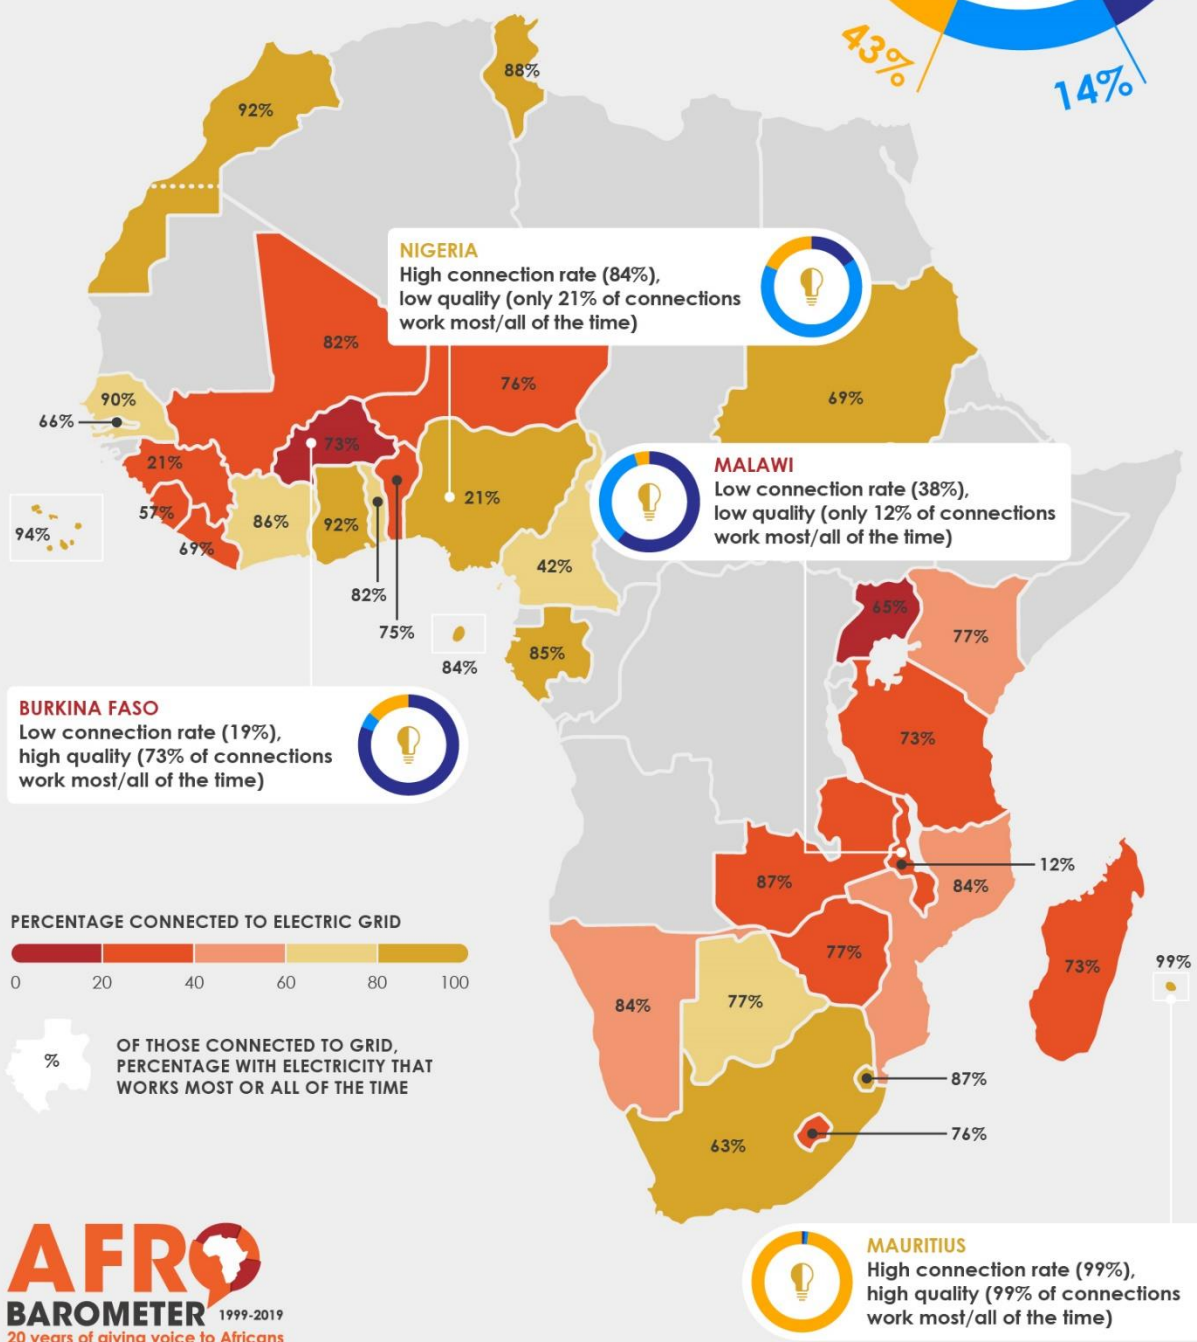 43%
14%
88%
92%
NIGERIA
High connection rate (84%),
low quality (only 21% of connections
work most/all of the time)
82%
76%
69%
90%
66%
73%
21%
21%
MALAWI
Low connection rate (38%),
low quality (only 12% of connections
work most/all of the time)
57%
86%
92%
94%
69%
42%
82%
65%
75%
77%
84%
85%
BURKINA FASO
Low connection rate (19%),
high quality (73% of connections
work most/all of the time)
73%
12%
87%
84%
PERCENTAGE CONNECTED TO ELECTRIC GRID
0 20 40 60 80 100
77%
73%
99%
84%
77%
%
OF THOSE CONNECTED TO GRID,
PERCENTAGE WITH ELECTRICITY THAT
WORKS MOST OR ALL OF THE TIME
87%
76%
63%
AFRO
BAROMETER 1999-2019
20 years of giving voice to Africans
MAURITIUS
High connection rate (99%),
high quality (99% of connections
work most/all of the time)